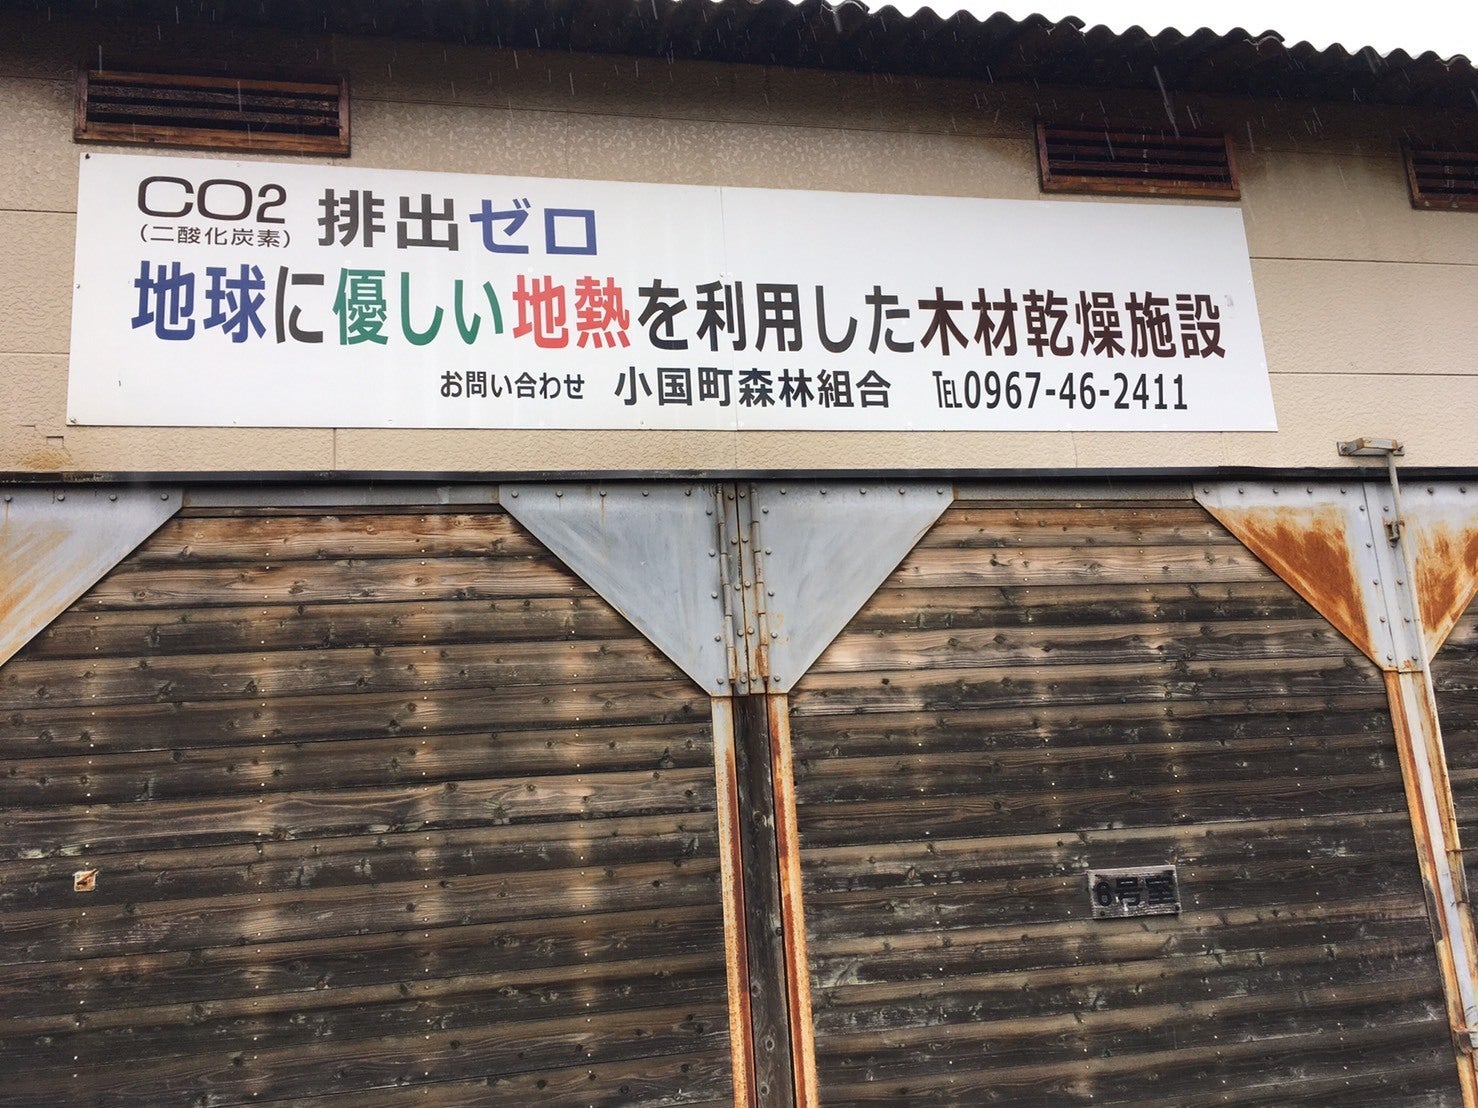 CO2 排出ゼロ
(二酸化炭素)
地球に優しい地熱を利用した木材乾燥施設
お問い合わせ 小国町森林組合 ℡0967-46-2411
6号室